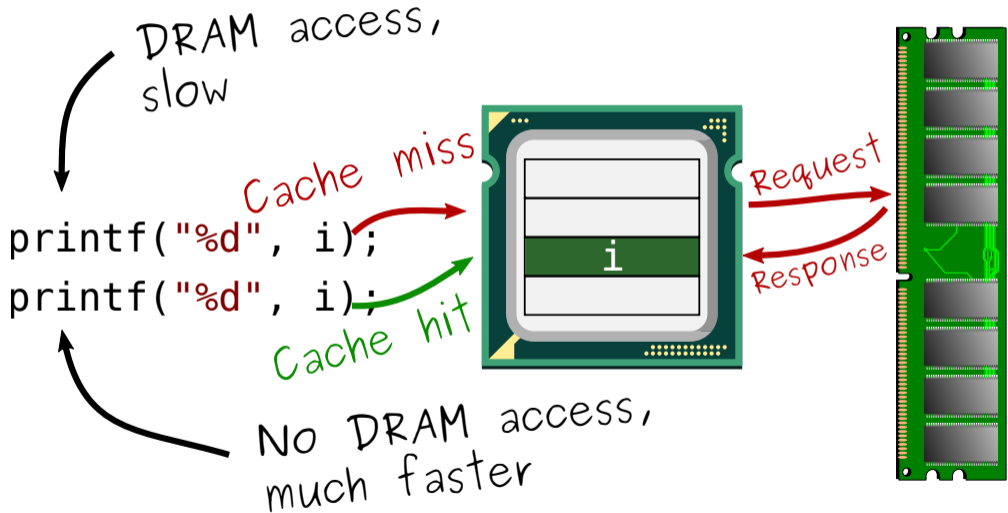 DRAM access,
slow
Cache miss
printf("%d", i);
printf("%d", i);
Cache hit
No DRAM access,
much faster
i
Request
Response